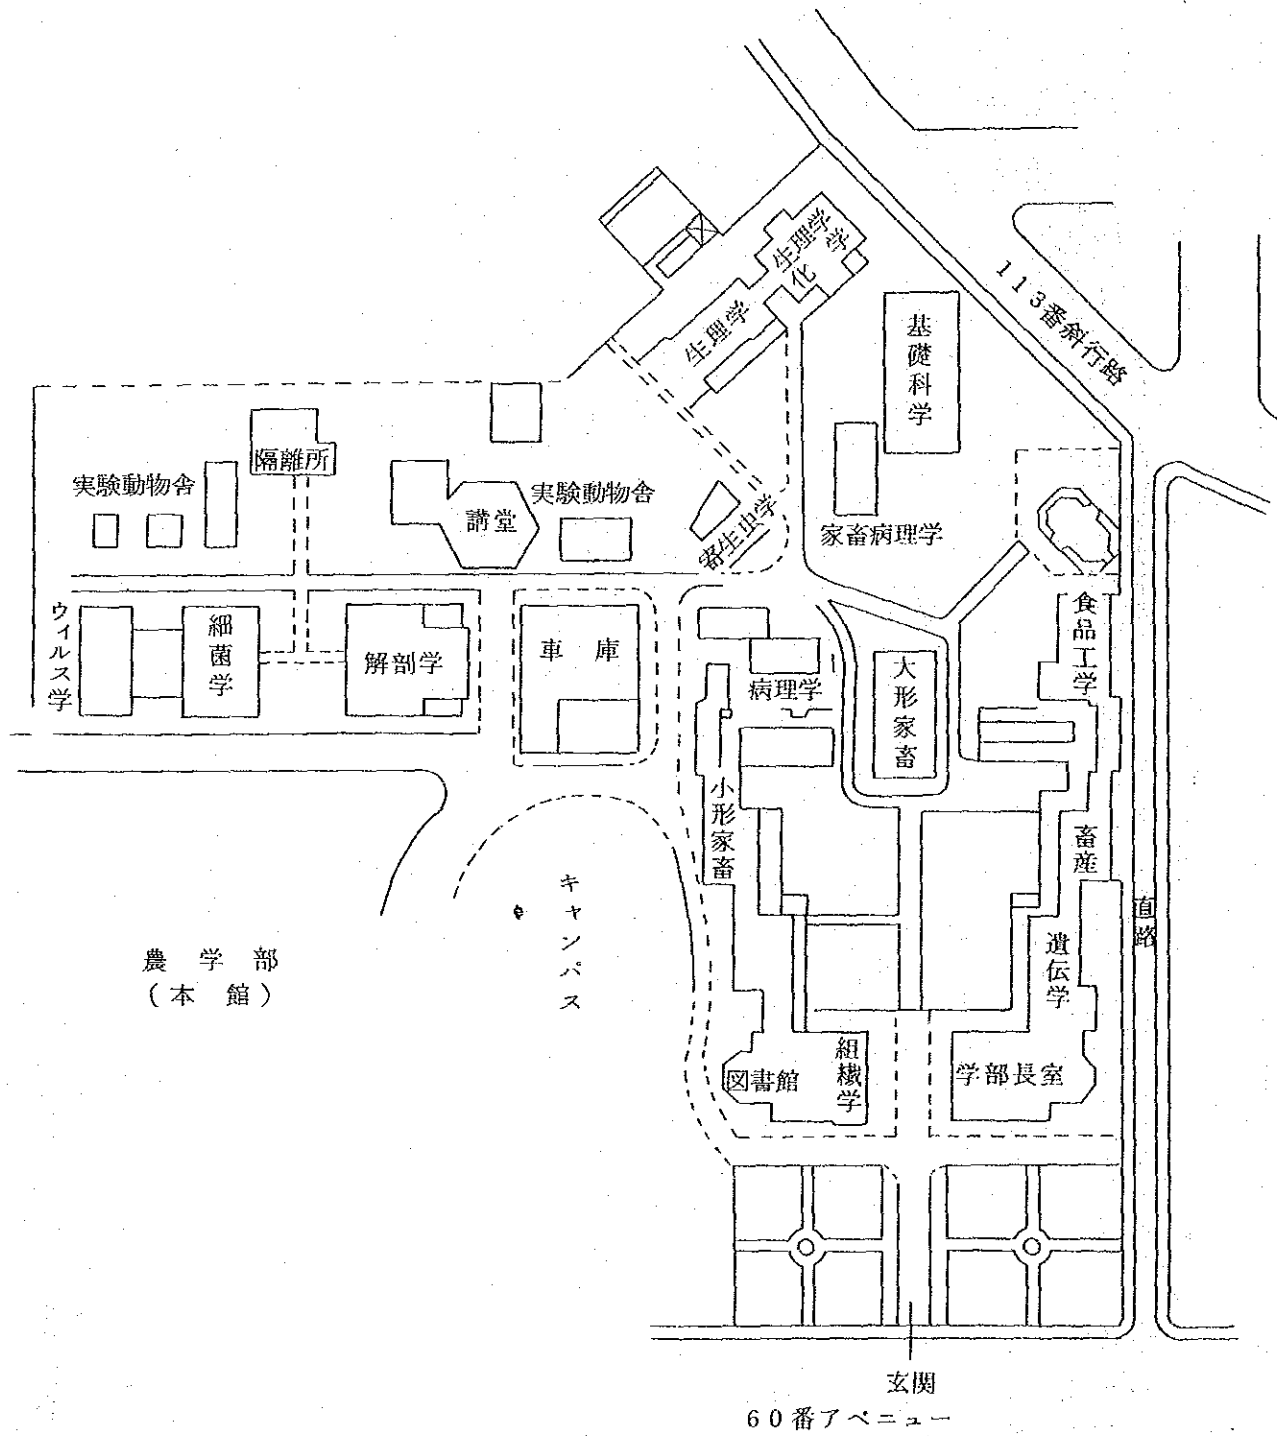 生理学
生理学
化学
113番斜行路
基礎科学
隔離所
実験動物舎
講堂
実験動物舎
寄生虫学
家畜病理学
ウィルス学
細菌学
解剖学
車庫
病理学
大形家畜
食品工学
小形家畜
畜産
キャンパス
直路
遺伝学
農学部
(本館)
図書館
組織学
学部長室
玄関
60番アベニュー